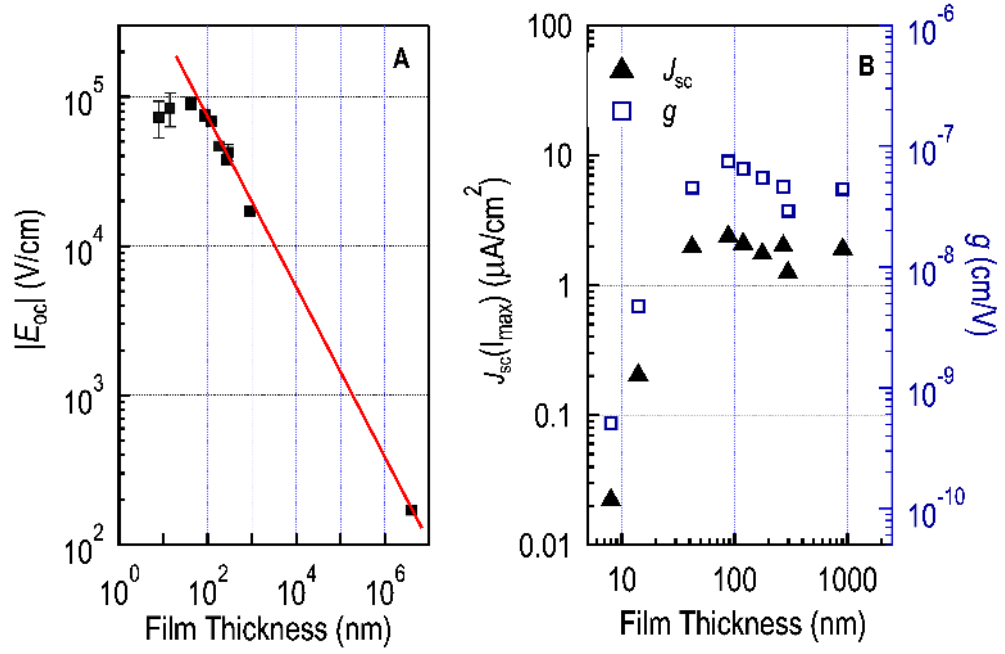 A
|E_oc| (V/cm)
10^5
10^4
10^3
10^2
10^0
10^2
10^4
10^6
Film Thickness (nm)
B
J_sc
g
J_sc(I_max) (μA/cm^2)
100
10
1
0.1
0.01
10
100
1000
Film Thickness (nm)
10^-6
10^-7
10^-8
10^-9
10^-10
g (cm/V)